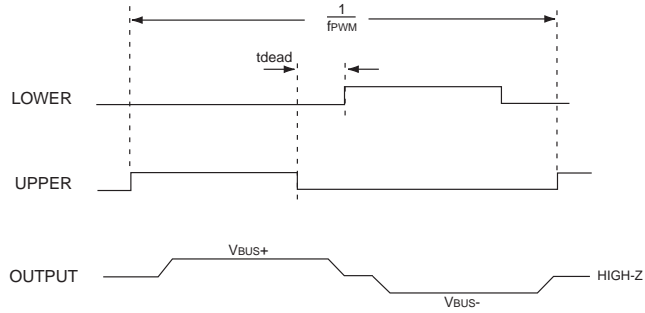 1
fPWM
tdead
LOWER
UPPER
VBUS+
OUTPUT
HIGH-Z
VBUS-